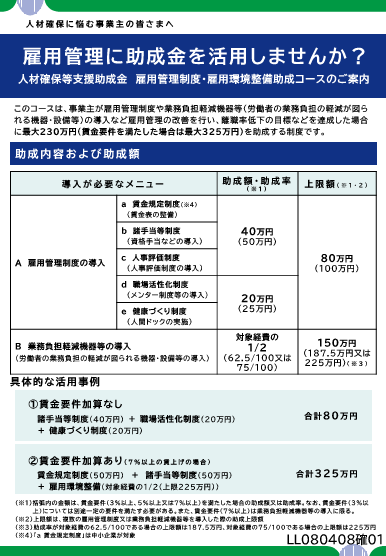 人材確保に悩む事業主の皆さまへ
雇用管理に助成金を活用しませんか？
人材確保等支援助成金　雇用管理制度・雇用環境整備助成コースのご案内
このコースは、事業主が雇用管理制度や業務負担軽減機器等(労働者の業務負担の軽減が図ら
れる機器・設備等)の導入など雇用管理の改善を行い、離職率低下の目標などを達成した場合
に最大230万円(賃金要件を満たした場合は最大325万円)を助成する制度です。
助成内容および助成額
導入が必要なメニュー
助成額・助成率
(※1)
上限額(※1・2)
A　雇用管理制度の導入
a　賃金規定制度(※4)
(賃金表の整備)
b　諸手当等制度
(資格手当などの導入)
c　人事評価制度
(人事評価制度の導入)
d　職場活性化制度
(メンター制度等の導入)
e　健康づくり制度
(人間ドックの実施)
40万円
(50万円)
20万円
(25万円)
80万円
(100万円)
B　業務負担軽減機器等の導入
(労働者の業務負担の軽減が図られる機器・設備等の導入)
対象経費の
1/2
(62.5/100又は
75/100)
150万円
(187.5万円又は
225万円)(※3)
具体的な活用事例
①賃金要件加算なし
諸手当等制度(40万円) ＋ 職場活性化制度(20万円)
＋ 健康づくり制度(20万円)
合計80万円
②賃金要件加算あり(7％以上の賃上げの場合)
賃金規定制度(50万円)　＋ 諸手当等制度(50万円)
＋ 雇用環境整備(対象経費の1/2(上限225万円))
合計325万円
(※1)括弧内の金額は、賃金要件(3％以上、5％以上又は7％以上)を満たした場合の助成額又は助成率。なお、賃金要件(3％以
上)については別途一定の要件を満たす必要がある。また、賃金要件(7％以上)は業務負担軽減機器等の導入に限る。
(※2)上限額は、複数の雇用管理制度又は業務負担軽減機器等を導入した際の助成上限額
(※3)助成率が対象経費の62.5/100である場合の上限額は187.5万円、対象経費の75/100である場合の上限額は225万円
(※4)「a 賃金規定制度」は中小企業が対象
LL080408確01